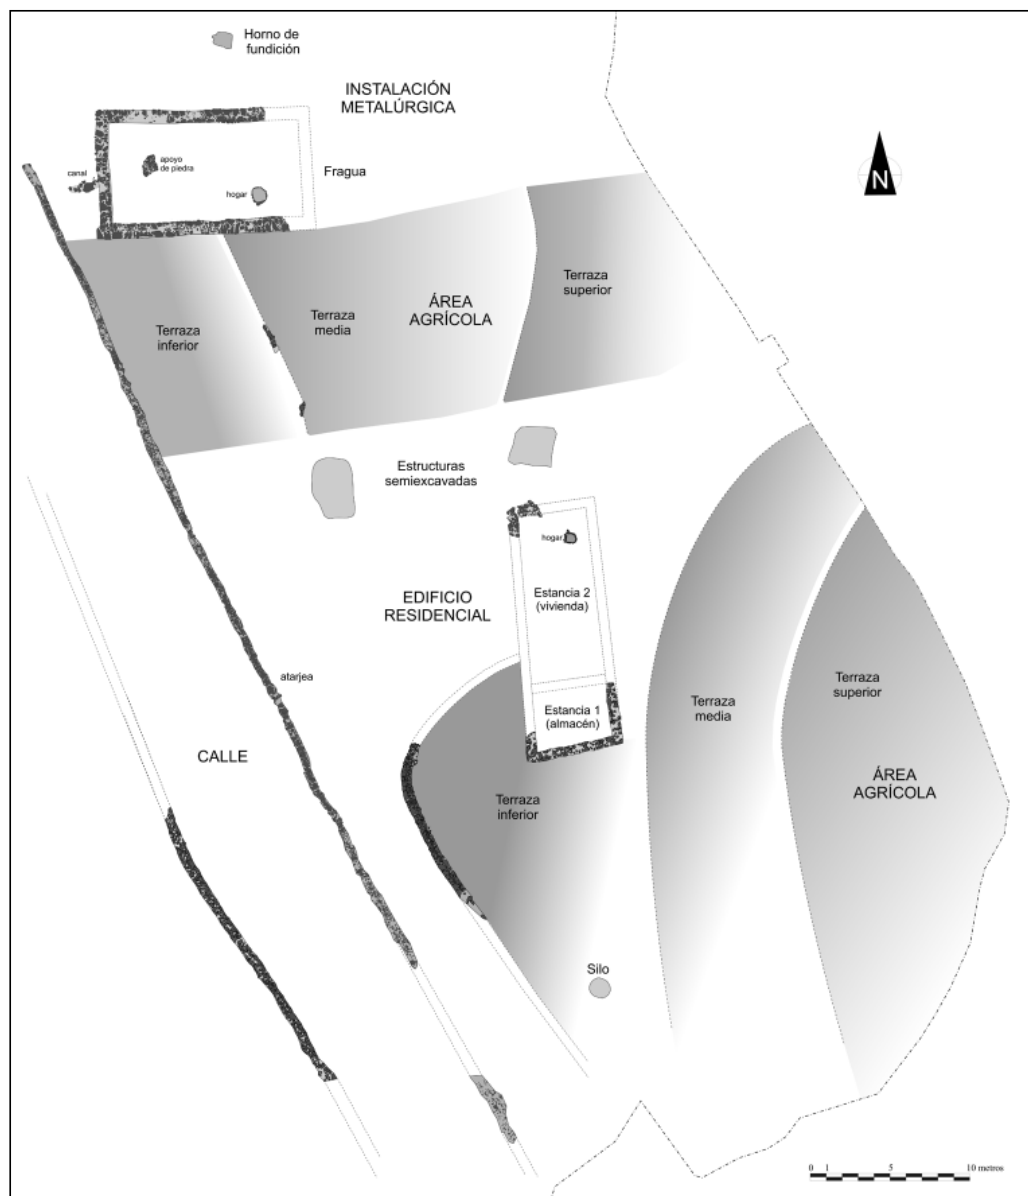 Horno de
fundición
INSTALACIÓN
METALÚRGICA
apoyo
de piedra
canal
hogar
Fragua
N
Terraza
superior
ÁREA
AGRÍCOLA
Terraza
media
Terraza
inferior
Estructuras
semiexcavadas
hogar
EDIFICIO
RESIDENCIAL
Estancia 2
(vivienda)
atarjea
Estancia 1
(almacén)
Terraza
media
Terraza
superior
CALLE
ÁREA
AGRÍCOLA
Terraza
inferior
Silo
0 1 5 10 metros